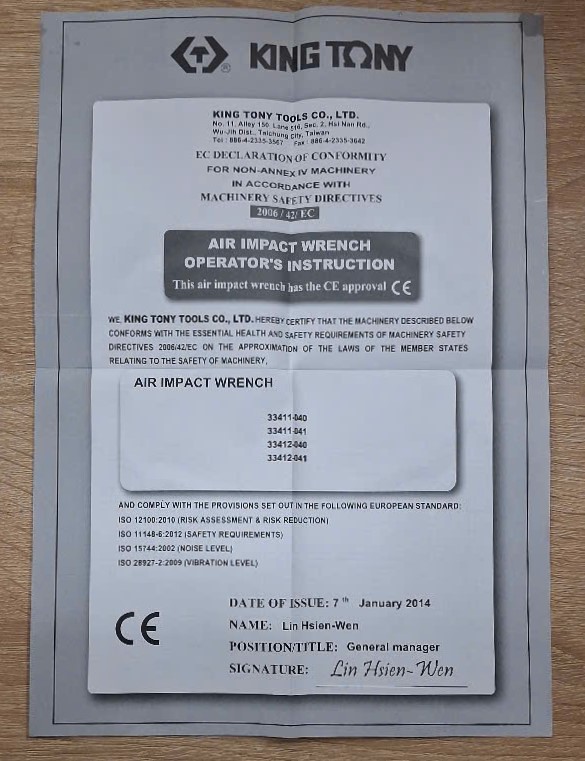 KING TONY
KING TONY TOOLS CO., LTD.
No. 11, Alley 150, Lane 516, Sec. 2, Hsi Nan Rd.,
Wu-Jih Dist., Taichung City, Taiwan
Tel : 886-4-2335-3567 Fax : 886-4-2335-3642
EC DECLARATION OF CONFORMITY
FOR NON-ANNEX IV MACHINERY
IN ACCORDANCE WITH
MACHINERY SAFETY DIRECTIVES
2006 / 42/ EC
AIR IMPACT WRENCH
OPERATOR'S INSTRUCTION
This air impact wrench has the CE approval CE
WE, KING TONY TOOLS CO., LTD. HEREBY CERTIFY THAT THE MACHINERY DESCRIBED BELOW
CONFORMS WITH THE ESSENTIAL HEALTH AND SAFETY REQUIREMENTS OF MACHINERY SAFETY
DIRECTIVES 2006/42/EC ON THE APPROXIMATION OF THE LAWS OF THE MEMBER STATES
RELATING TO THE SAFETY OF MACHINERY,
AIR IMPACT WRENCH
33411-040
33411-041
33412-040
33412-041
AND COMPLY WITH THE PROVISIONS SET OUT IN THE FOLLOWING EUROPEAN STANDARD:
ISO 12100:2010 (RISK ASSESSMENT & RISK REDUCTION)
ISO 11148-6:2012 (SAFETY REQUIREMENTS)
ISO 15744:2002 (NOISE LEVEL)
ISO 28927-2:2009 (VIBRATION LEVEL)
CE
DATE OF ISSUE: 7 th January 2014
NAME: Lin Hsien-Wen
POSITION/TITLE: General manager
SIGNATURE: Lin Hsien-Wen